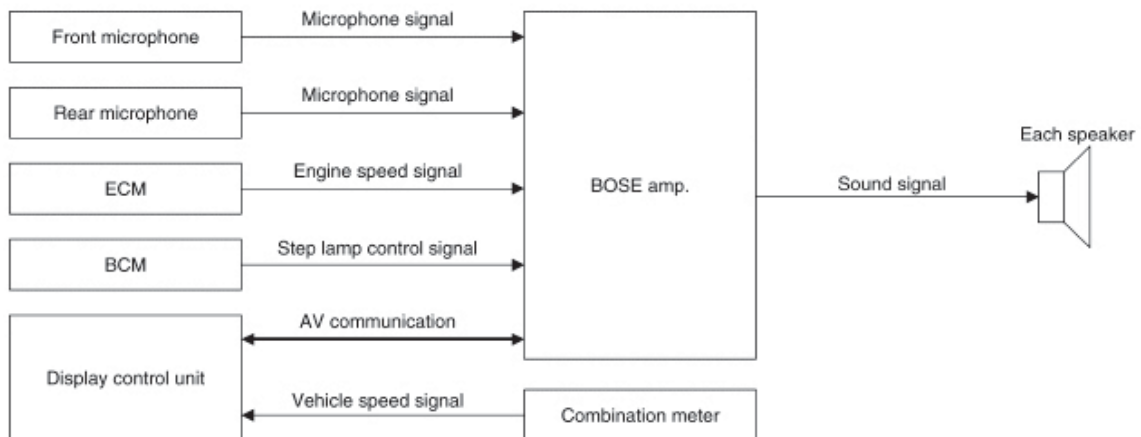 Microphone signal
Front microphone
Microphone signal
Rear microphone
Each speaker
Engine speed signal
ECM
BOSE amp.
Sound signal
Step lamp control signal
BCM
AV communication
Display control unit
Vehicle speed signal
Combination meter